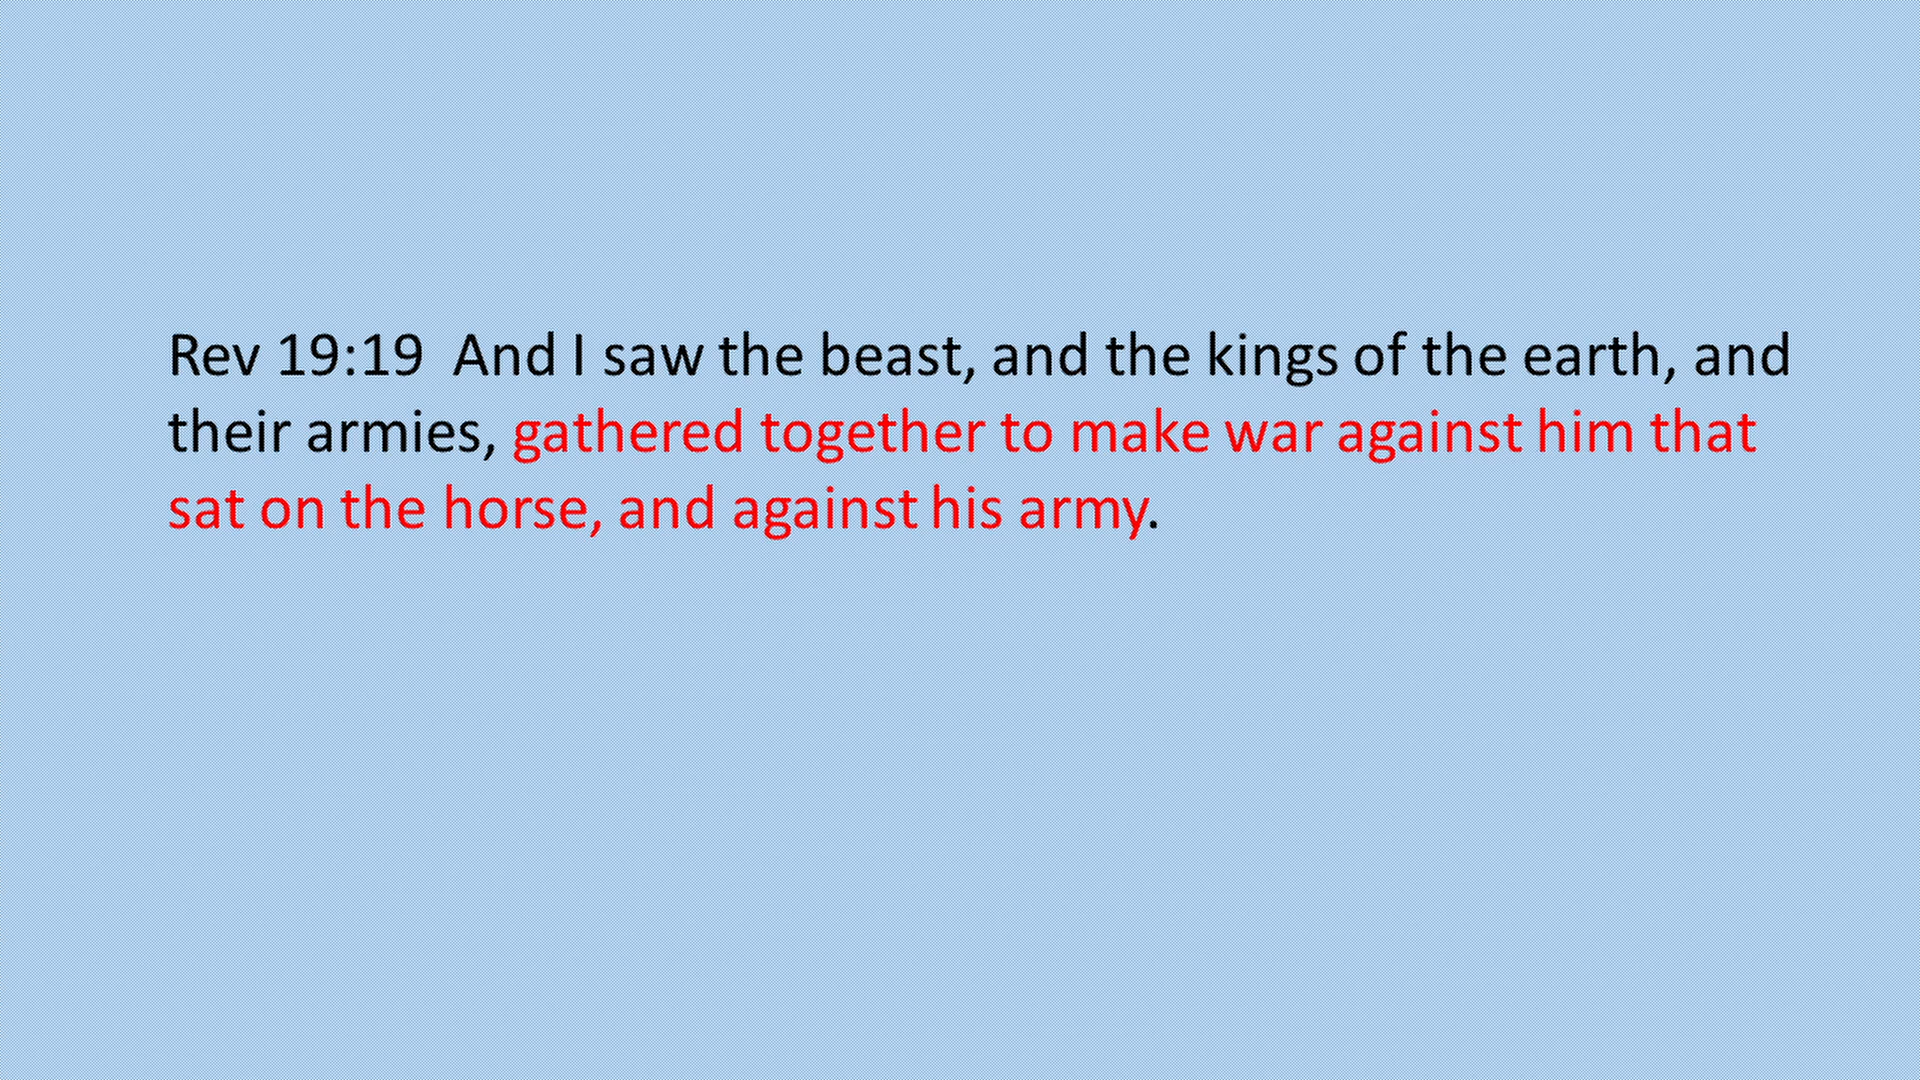 Rev 19:19  And I saw the beast, and the kings of the earth, and
their armies, gathered together to make war against him that
sat on the horse, and against his army.